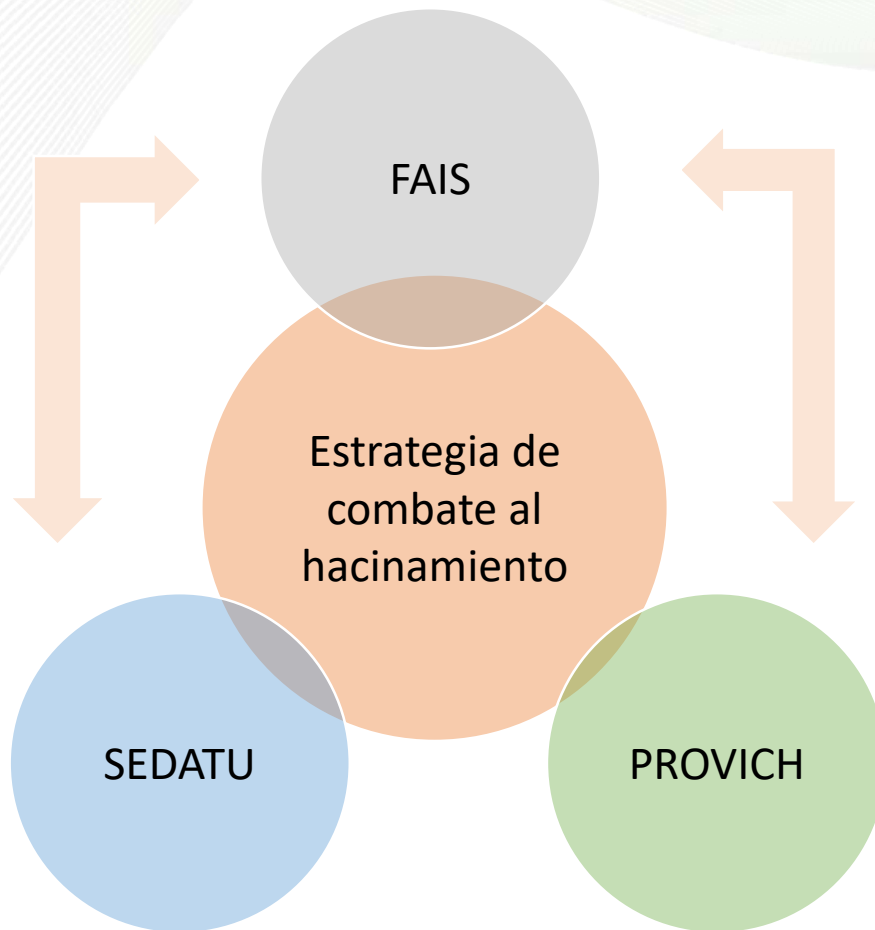 FAIS
Estrategia de
combate al
hacinamiento
SEDATU
PROVICH